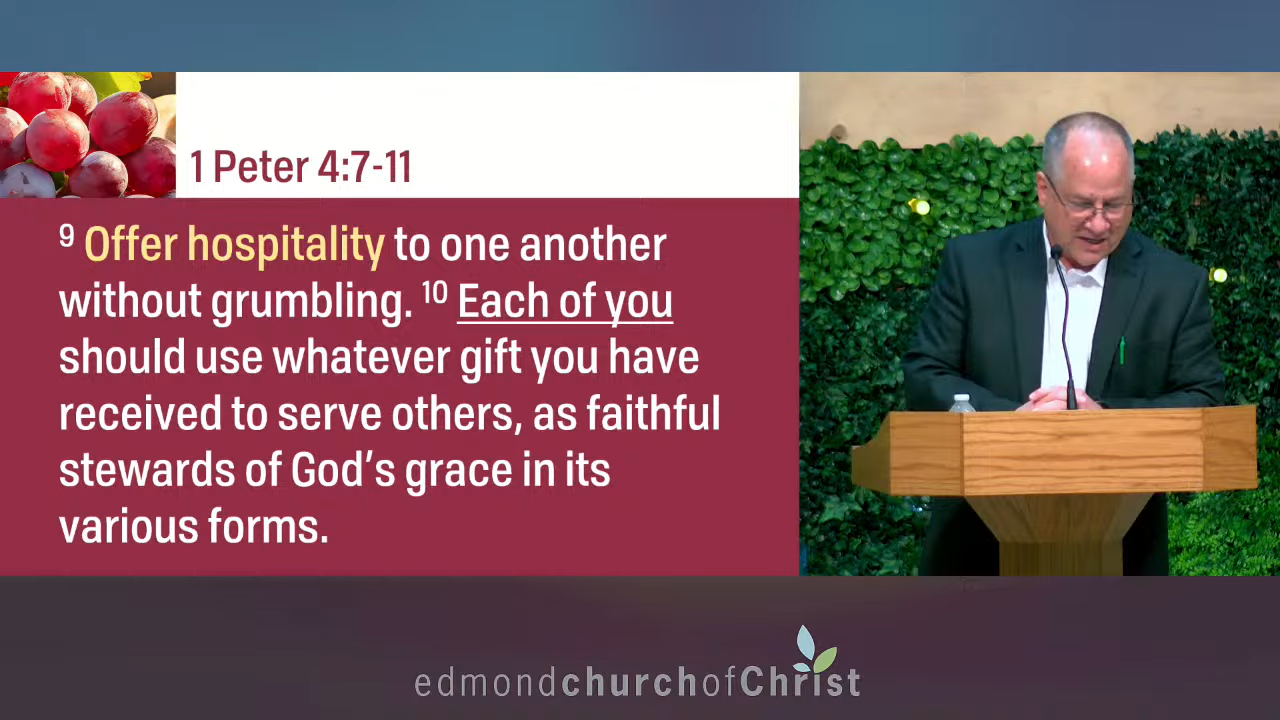 1 Peter 4:7-11
9 Offer hospitality to one another
without grumbling. 10 Each of you
should use whatever gift you have
received to serve others, as faithful
stewards of God’s grace in its
various forms.
edmondchurchofChrist